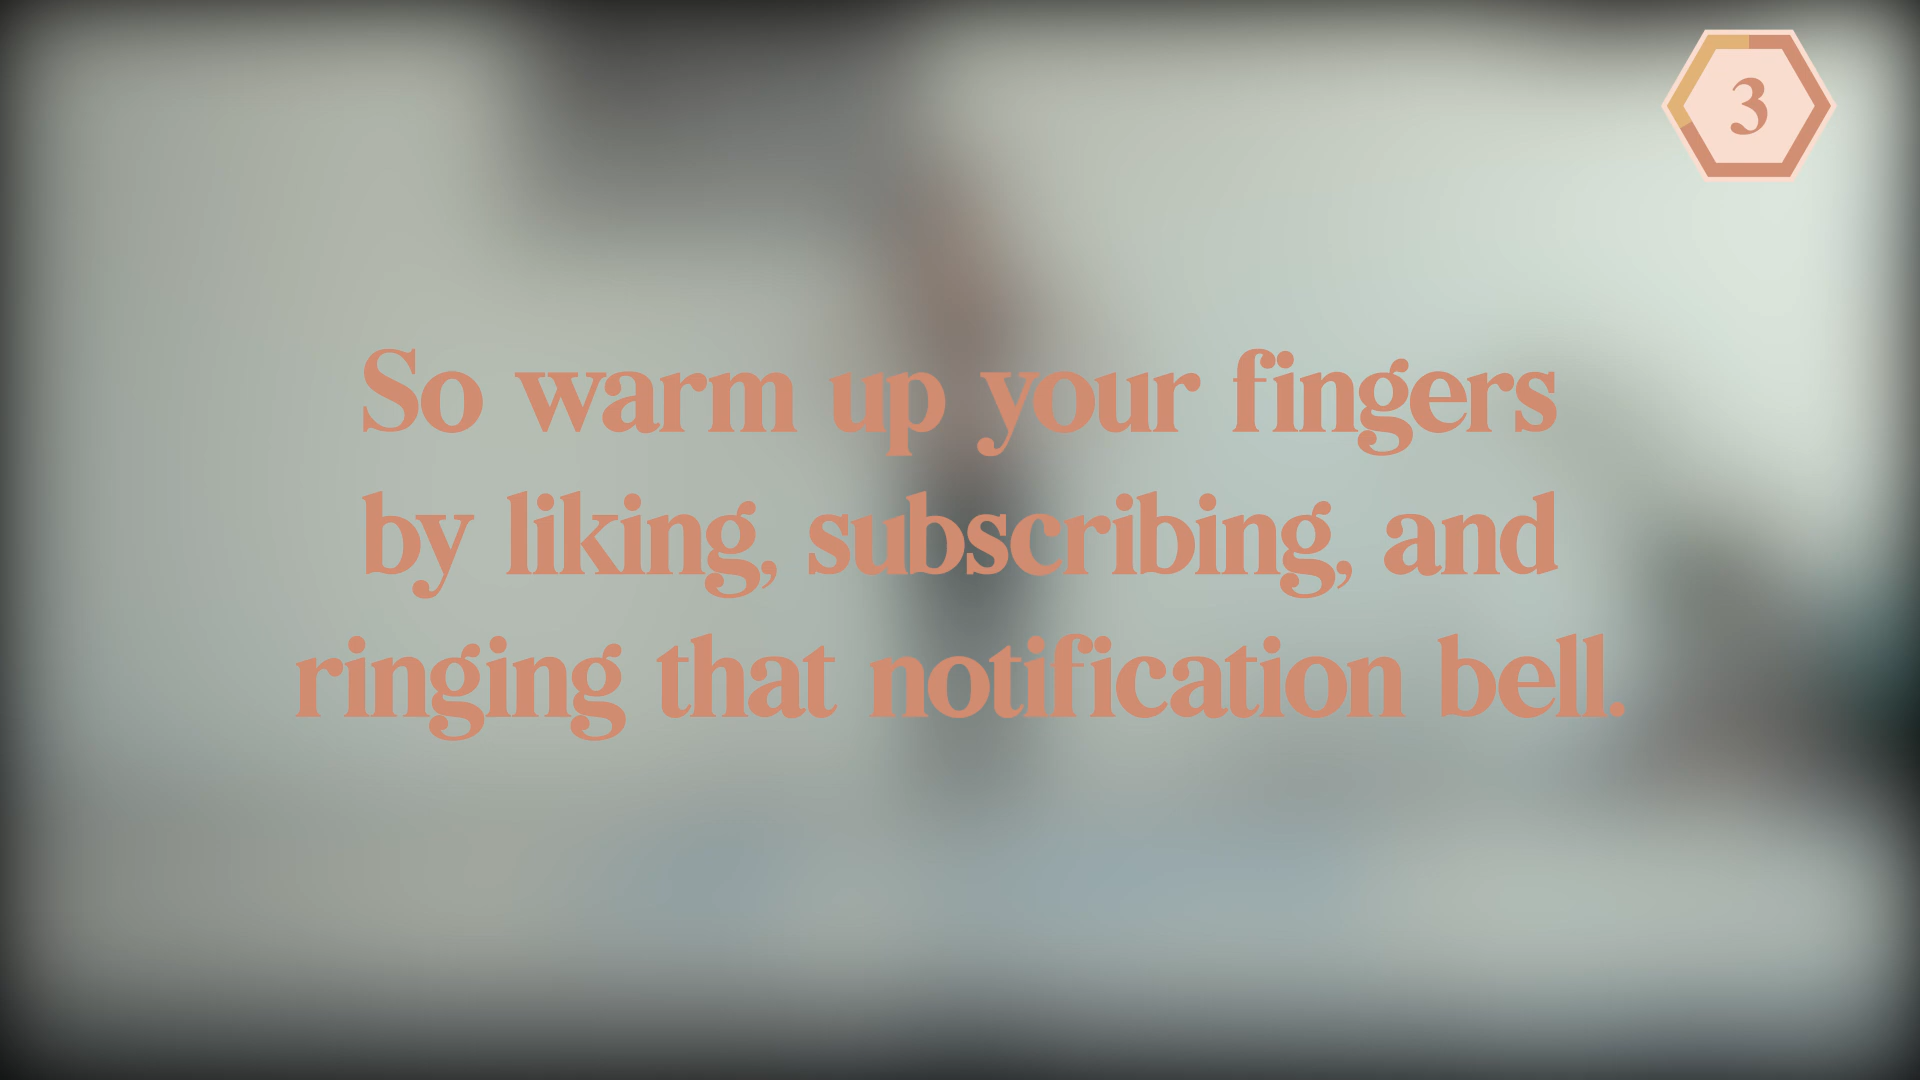 3
So warm up your fingers
by liking, subscribing, and
ringing that notification bell.